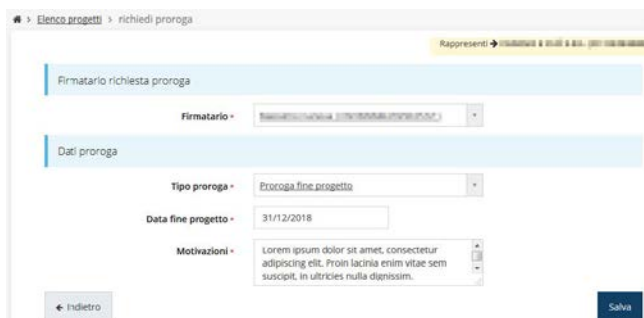 > Elenco progetti > richiedi proroga
Rappresenti →
Firmatario richiesta proroga
Firmatario *
Dati proroga
Tipo proroga * Proroga fine progetto
Data fine progetto * 31/12/2018
Motivazioni * Lorem ipsum dolor sit amet, consectetur
adipiscing elit. Proin lacinia enim vitae sem
suscipit, in ultricies nulla dignissim.
← Indietro Salva